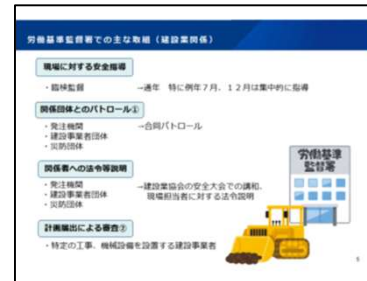 労働基準監督署での主な取組（建設業関係）
現場に対する安全指導
・臨検監督 →通年 特に例年７月、１２月は集中的に指導
関係団体とのパトロール①
・発注機関 →合同パトロール
・建設事業者団体
・災防団体
関係者への法令等説明
・発注機関 →建設業協会の安全大会での講和、
・建設事業者団体 現場担当者に対する法令説明
・災防団体
計画届出による審査②
・特定の工事、機械設備を設置する建設事業者
労働基準
監督署